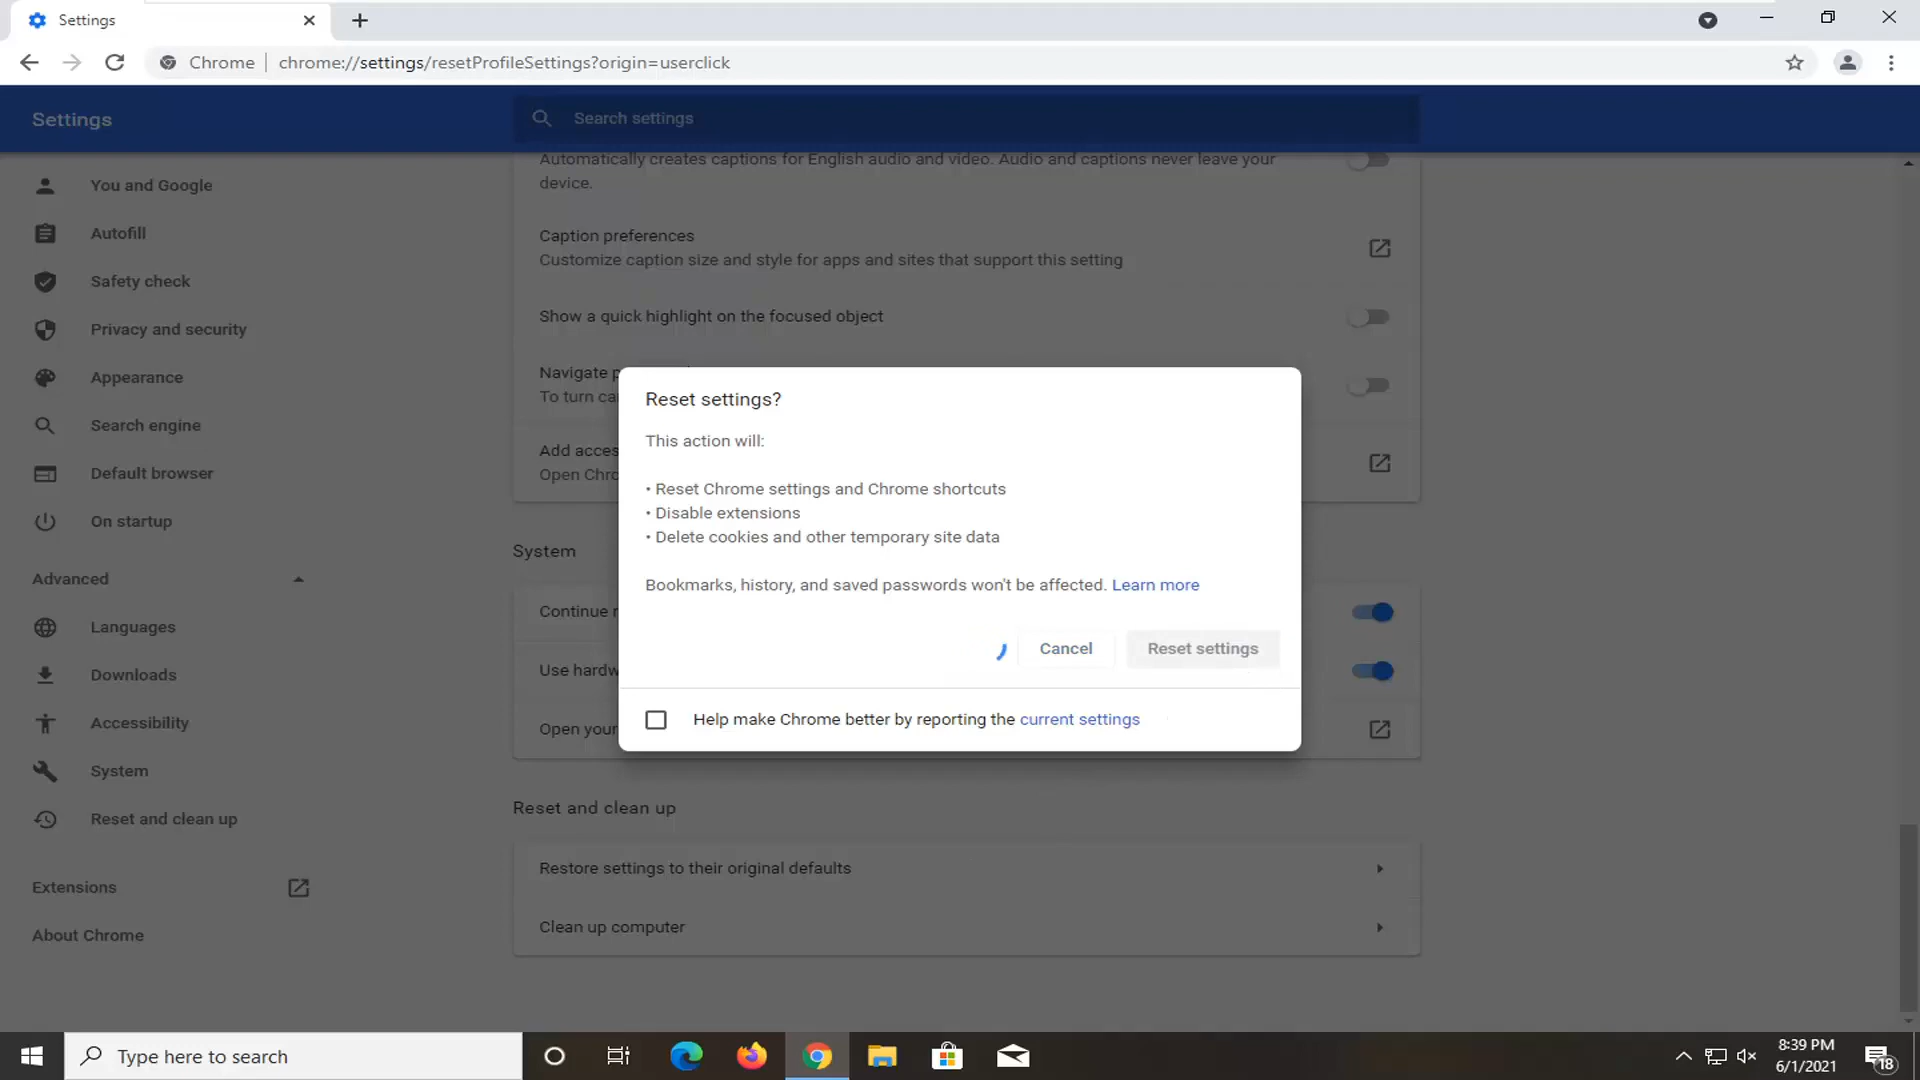 Settings
Chrome
chrome://settings/resetProfileSettings?origin=userclick
Settings
Search settings
You and Google
Autofill
Safety check
Privacy and security
Appearance
Search engine
Default browser
On startup
Advanced
Languages
Downloads
Accessibility
System
Reset and clean up
Extensions
About Chrome
Automatically creates captions for English audio and video. Audio and captions never leave your
device.
Caption preferences
Customize caption size and style for apps and sites that support this setting
Show a quick highlight on the focused object
Navigate
To turn
Add
Open
System
Continue
Use
Open your
Reset and clean up
Restore settings to their original defaults
Clean up computer
Reset settings?
This action will:
• Reset Chrome settings and Chrome shortcuts
• Disable extensions
• Delete cookies and other temporary site data
Bookmarks, history, and saved passwords won't be affected. Learn more
Cancel
Reset settings
Help make Chrome better by reporting the current settings
Type here to search
8:39 PM
6/1/2021
18